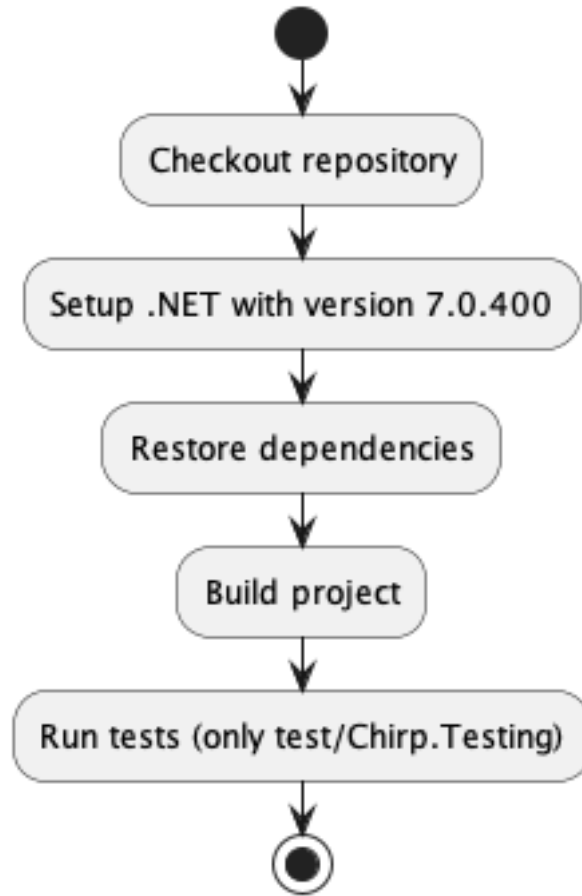 Checkout repository
Setup .NET with version 7.0.400
Restore dependencies
Build project
Run tests (only test/Chirp.Testing)